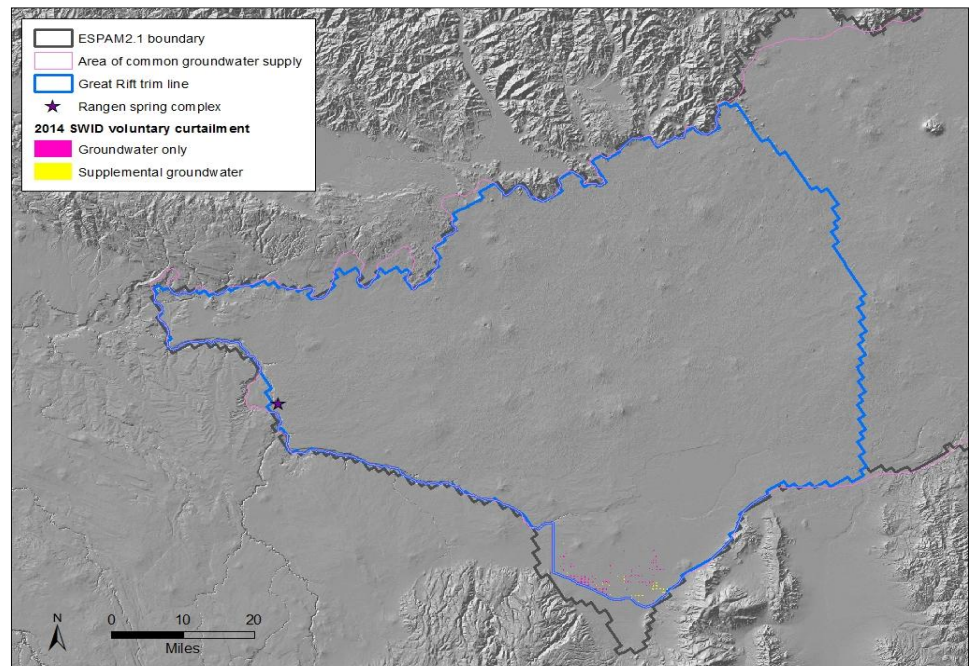 ESPAM2.1 boundary
Area of common groundwater supply
Great Rift trim line
Rangen spring complex
2014 SWID voluntary curtailment
Groundwater only
Supplemental groundwater
N
0 10 20
Miles